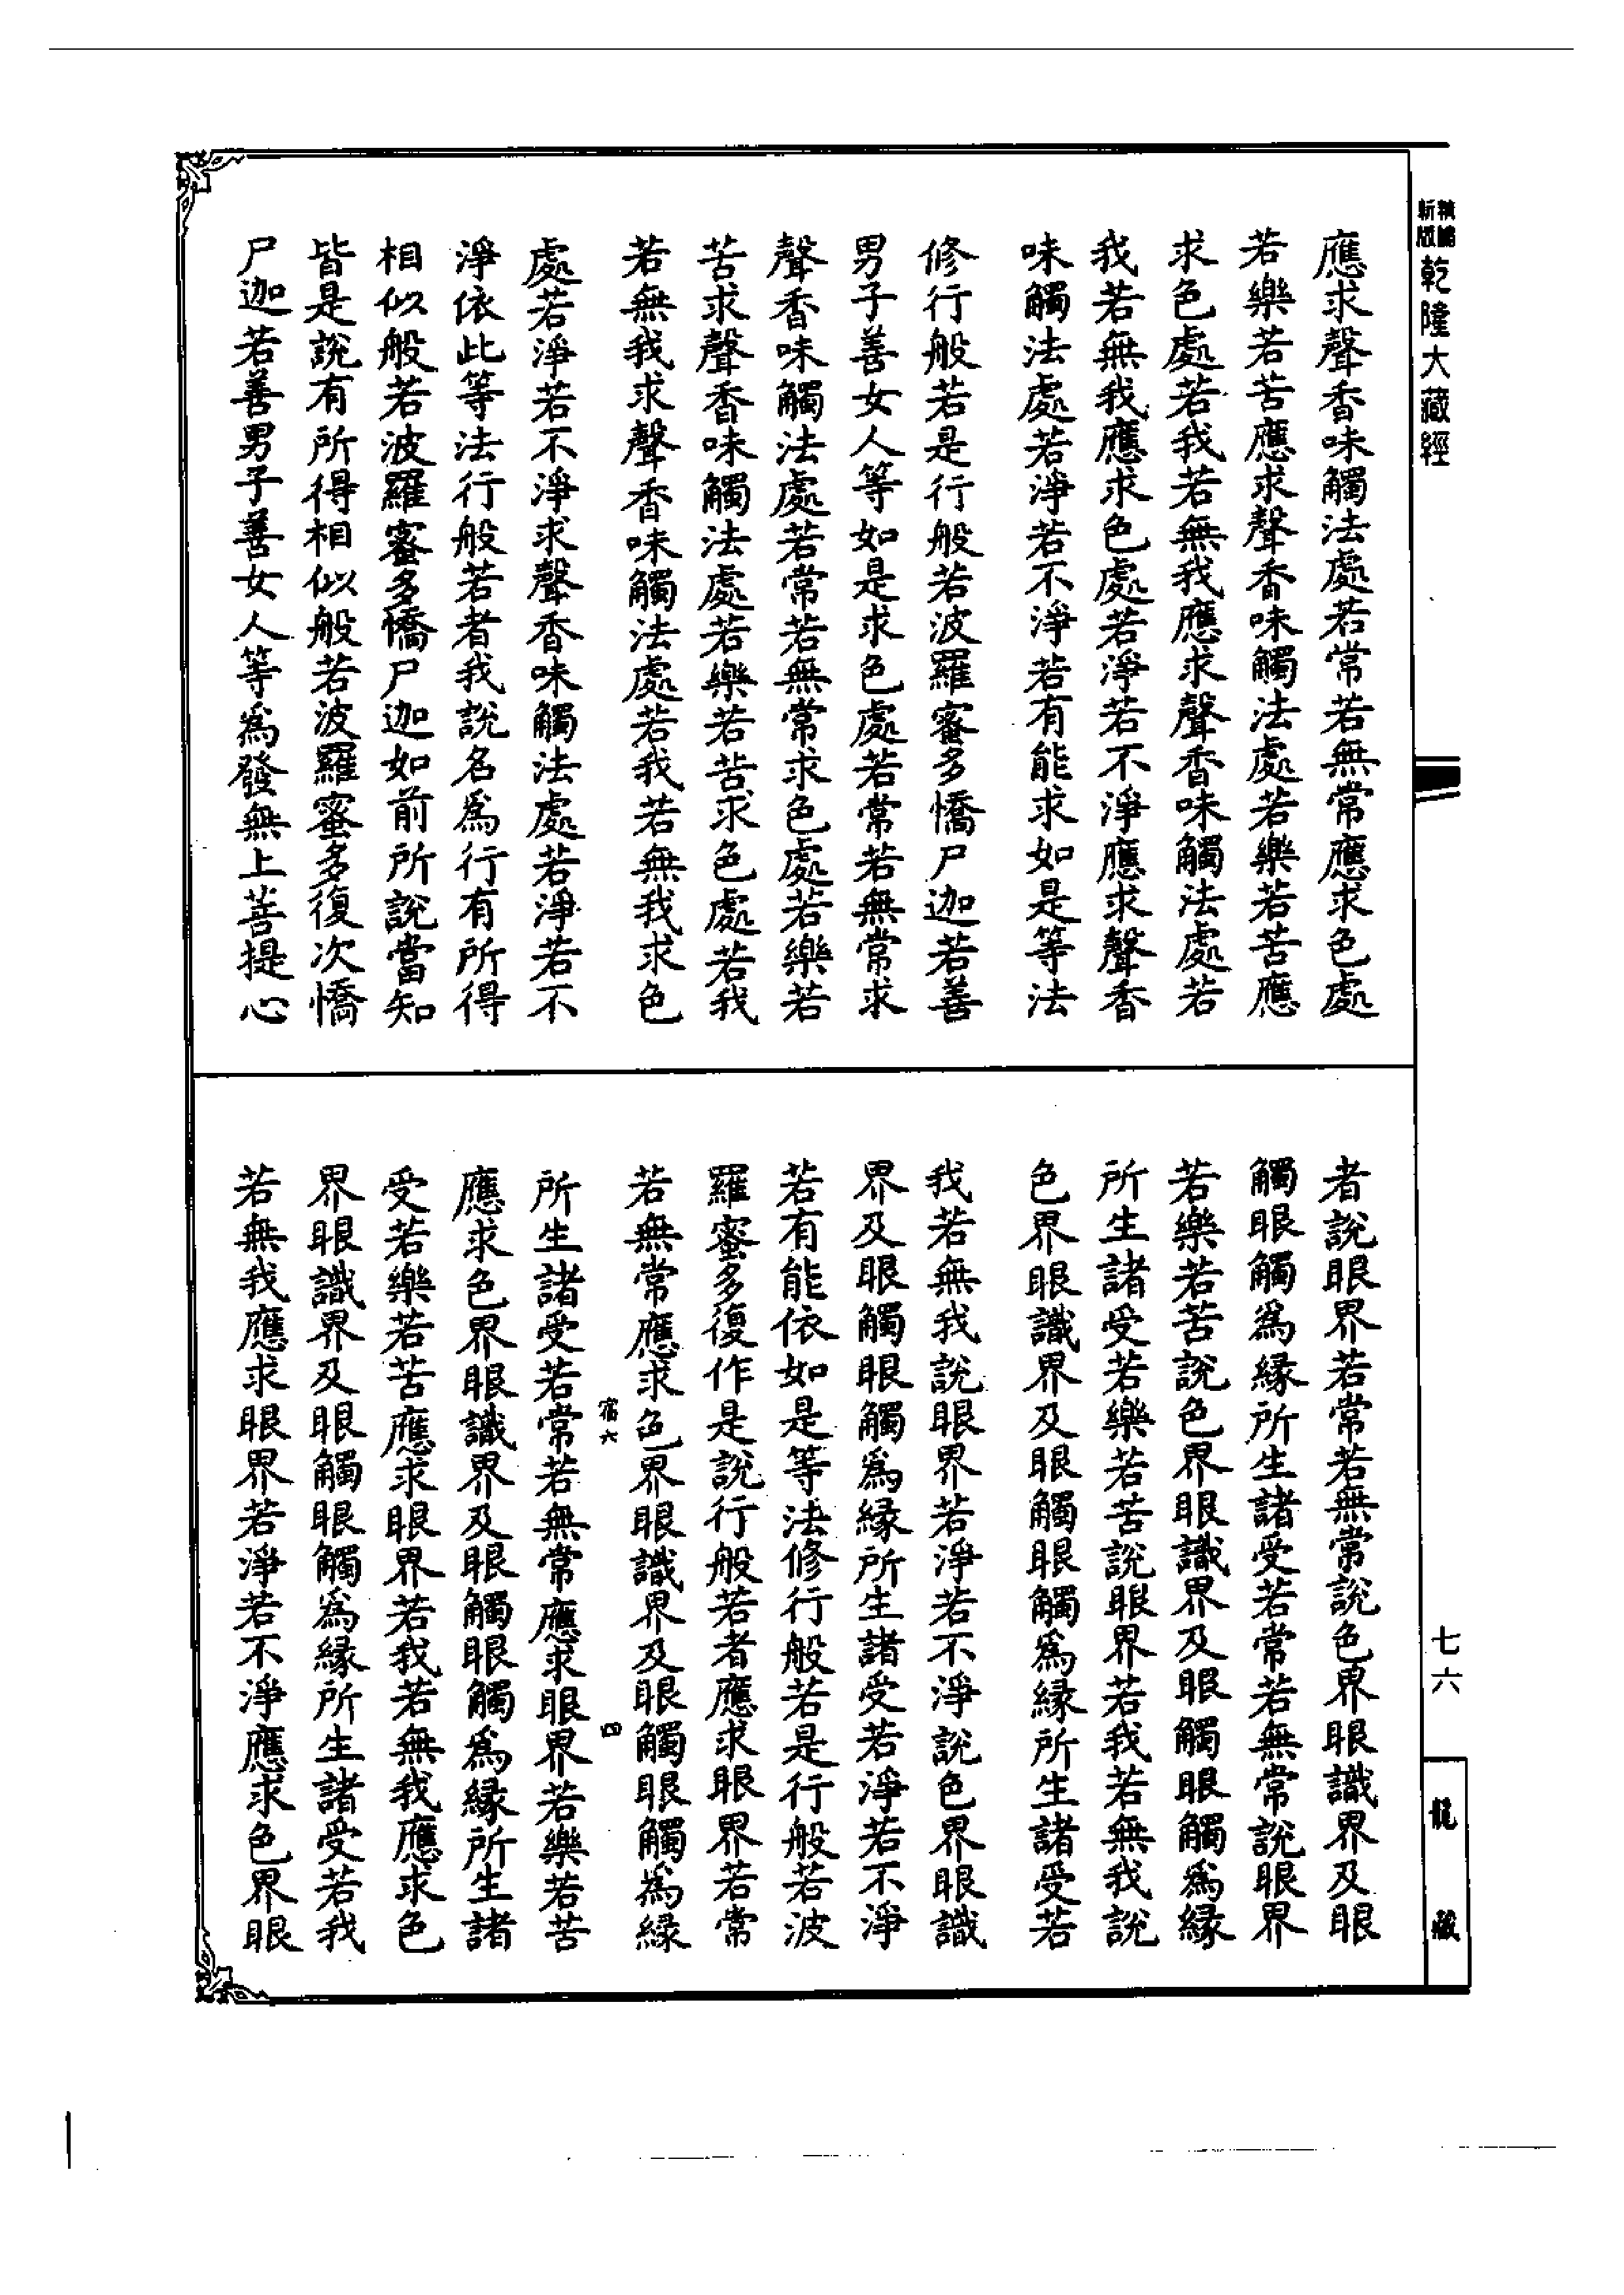 新版
精縮
乾隆大藏經
應求聲香味觸法處若常若無常應求色處
若樂若苦應求聲香味觸法處若樂若苦應
求色處若我若無我應求聲香味觸法處若
我若無我應求色處若淨若不淨應求聲香
味觸法處若淨若不淨若有能求如是等法
修行般若是行般若波羅蜜多憍尸迦若善
男子善女人等如是求色處若常若無常求
聲香味觸法處若常若無常求色處若樂若
苦求聲香味觸法處若樂若苦求色處若我
若無我求聲香味觸法處若我若無我求色
處若淨若不淨求聲香味觸法處若淨若不
淨依此等法行般若者我說名為行有所得
相似般若波羅蜜多憍尸迦如前所說當知
皆是說有所得相似般若波羅蜜多復次憍
尸迦若善男子善女人等為發無上菩提心
七六
龍藏
者說眼界若常若無常說色界眼識界及眼
觸眼觸為緣所生諸受若常若無常說眼界
若樂若苦說色界眼識界及眼觸眼觸為緣
所生諸受若樂若苦說眼界若我若無我說
色界眼識界及眼觸眼觸為緣所生諸受若
我若無我說眼界若淨若不淨說色界眼識
界及眼觸眼觸為緣所生諸受若淨若不淨
若有能依如是等法修行般若是行般若波
羅蜜多復作是說行般若者應求眼界若常
若無常應求色界眼識界及眼觸眼觸為緣
宿六
四
所生諸受若常若無常應求眼界若樂若苦
應求色界眼識界及眼觸眼觸為緣所生諸
受若樂若苦應求眼界若我若無我應求色
界眼識界及眼觸眼觸為緣所生諸受若我
若無我應求眼界若淨若不淨應求色界眼